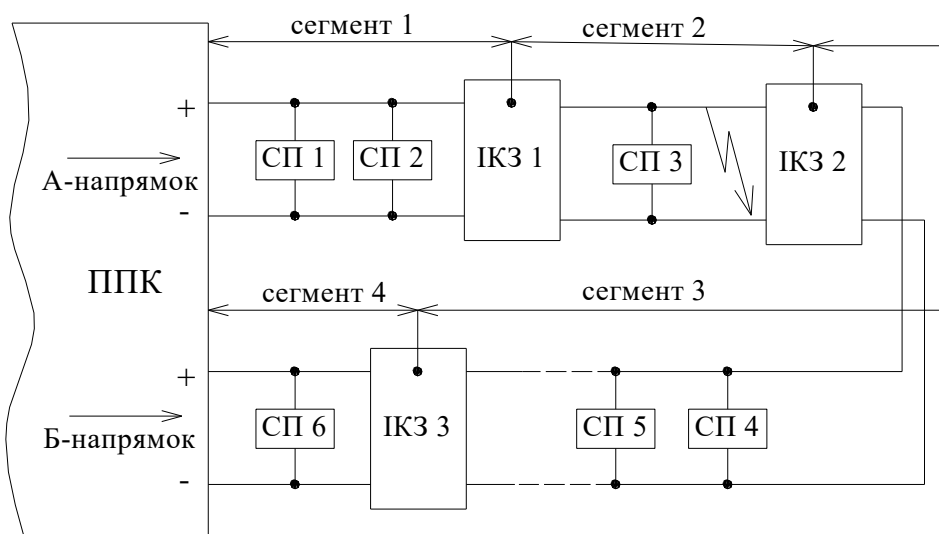 сегмент 1
сегмент 2
+
СП 1
СП 2
ІКЗ 1
СП 3
ІКЗ 2
А-напрямок
-
ППК
сегмент 4
сегмент 3
+
СП 6
ІКЗ 3
СП 5
СП 4
Б-напрямок
-